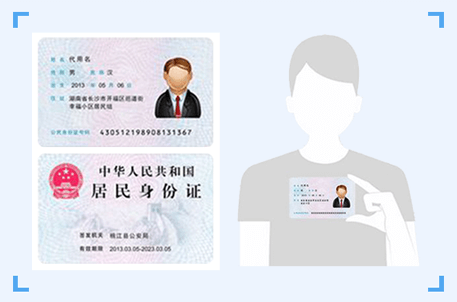 姓名 代用名
性别 男 民族 汉
出生 2013 年 05 月 06 日
住址 湖南省长沙市开福区巡道街
幸福小区居民组
公民身份号码 430512198908131367
中华人民共和国
居民身份证
签发机关 桃江县公安局
有效期限 2013.03.05-2023.03.05